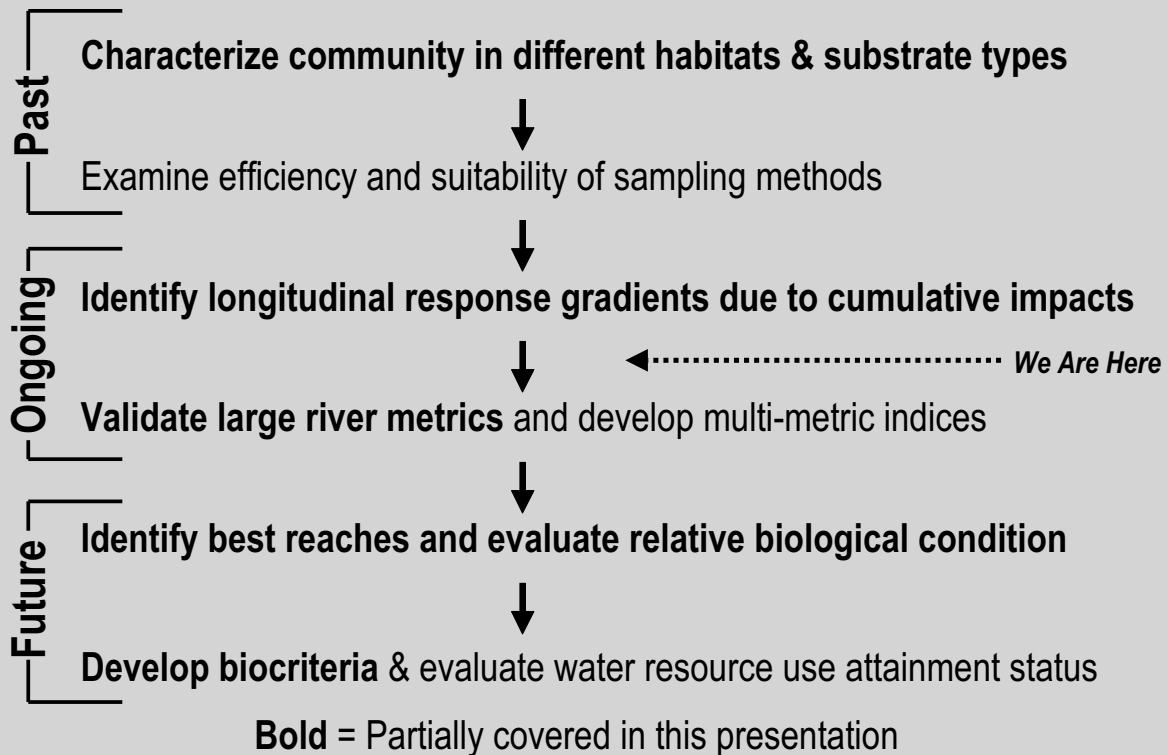 Past
Characterize community in different habitats & substrate types
Examine efficiency and suitability of sampling methods
Ongoing
Identify longitudinal response gradients due to cumulative impacts
We Are Here
Validate large river metrics and develop multi-metric indices
Future
Identify best reaches and evaluate relative biological condition
Develop biocriteria & evaluate water resource use attainment status
Bold = Partially covered in this presentation